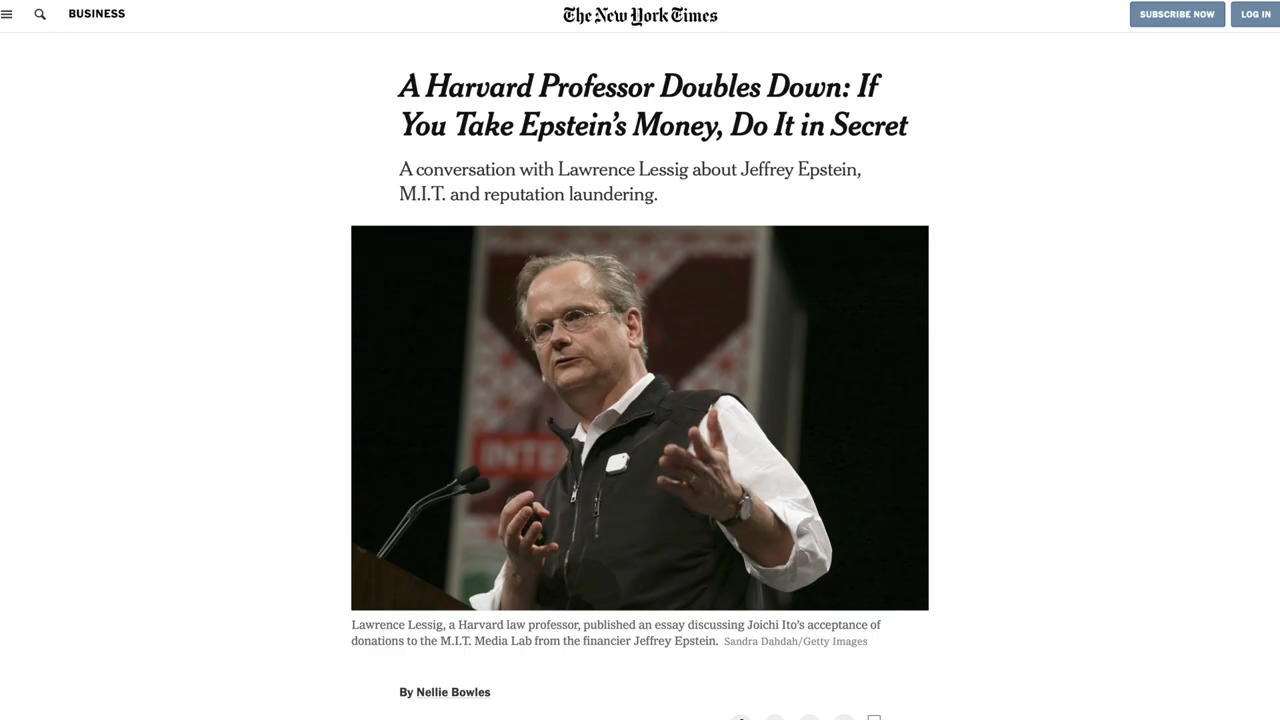 BUSINESS
The New York Times
SUBSCRIBE NOW
LOG IN
A Harvard Professor Doubles Down: If
You Take Epstein’s Money, Do It in Secret
A conversation with Lawrence Lessig about Jeffrey Epstein,
M.I.T. and reputation laundering.
INTE
Lawrence Lessig, a Harvard law professor, published an essay discussing Joichi Ito’s acceptance of
donations to the M.I.T. Media Lab from the financier Jeffrey Epstein. Sandra Dahdah/Getty Images
By Nellie Bowles